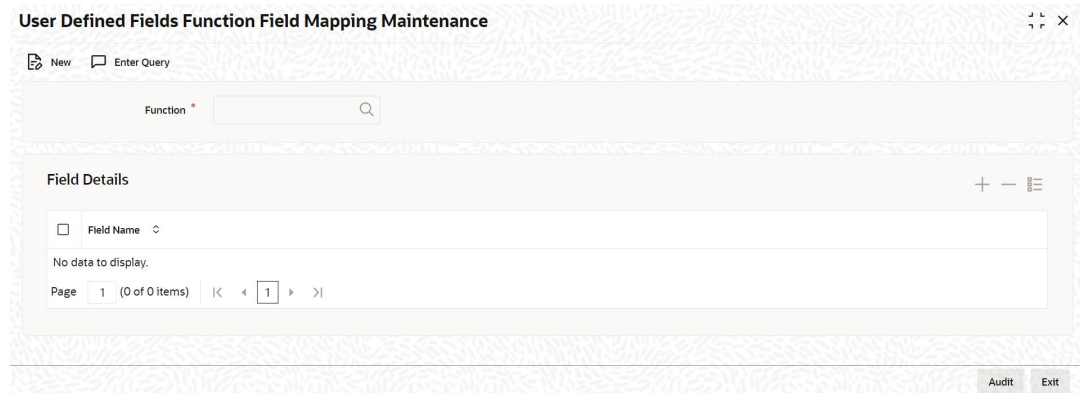 User Defined Fields Function Field Mapping Maintenance
New Enter Query
Function *
Field Details
Field Name
No data to display.
Page 1 (0 of 0 items) 1
Audit Exit